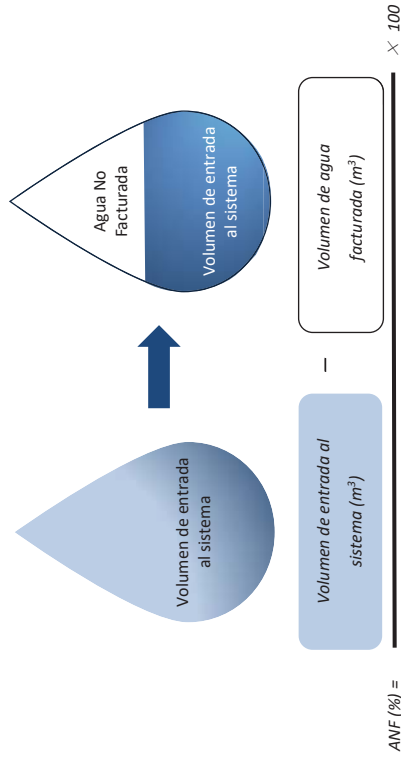 Volumen de entrada
al sistema
Agua No
Facturada
Volumen de entrada
al sistema
ANF (%) =
Volumen de entrada al
sistema (m³)
–
Volumen de agua
facturada (m³)
× 100